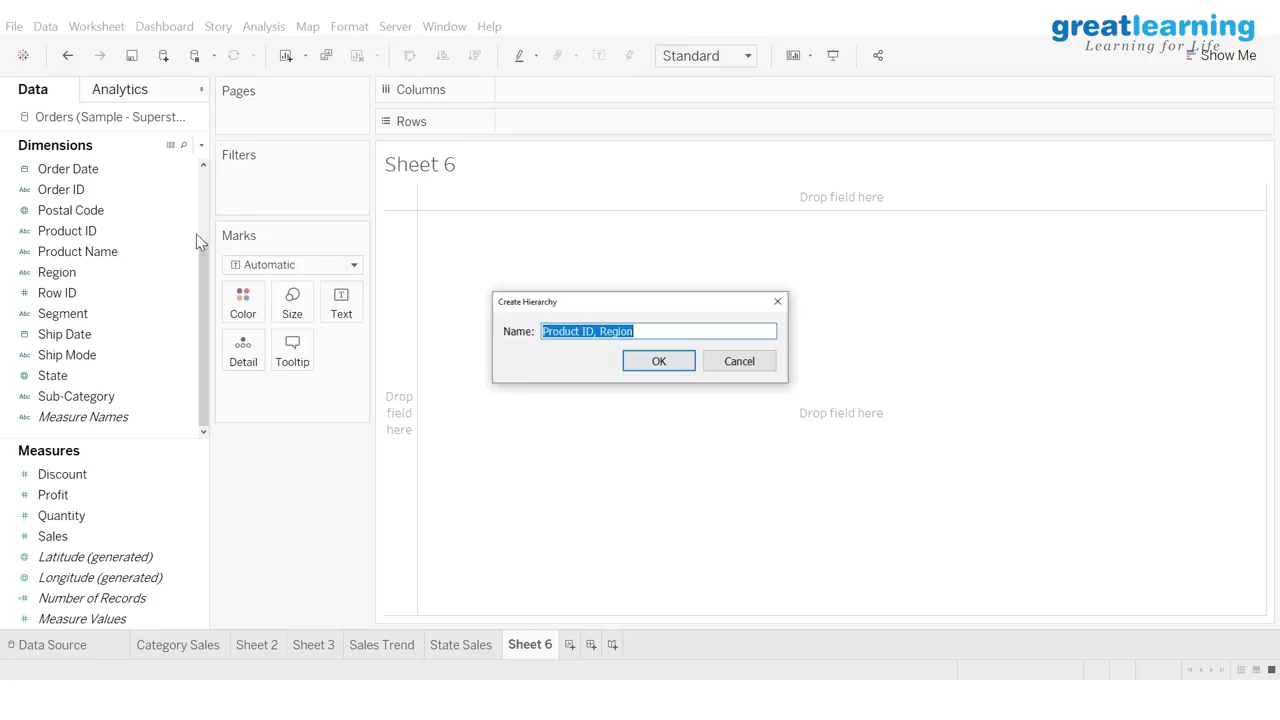 File Data Worksheet Dashboard Story Analysis Map Format Server Window Help
greatlearning
Learning for Life
Standard
Show Me
Data
Analytics
Pages
Columns
Rows
Orders (Sample - Superst...
Dimensions
Filters
Sheet 6
Order Date
Order ID
Postal Code
Product ID
Product Name
Region
Row ID
Segment
Ship Date
Ship Mode
State
Sub-Category
Measure Names
Drop field here
Marks
Automatic
Color
Size
Text
Detail
Tooltip
Create Hierarchy
Name: Product ID, Region
OK
Cancel
Drop
field
here
Drop field here
Measures
Discount
Profit
Quantity
Sales
Latitude (generated)
Longitude (generated)
Number of Records
Measure Values
Data Source
Category Sales
Sheet 2
Sheet 3
Sales Trend
State Sales
Sheet 6